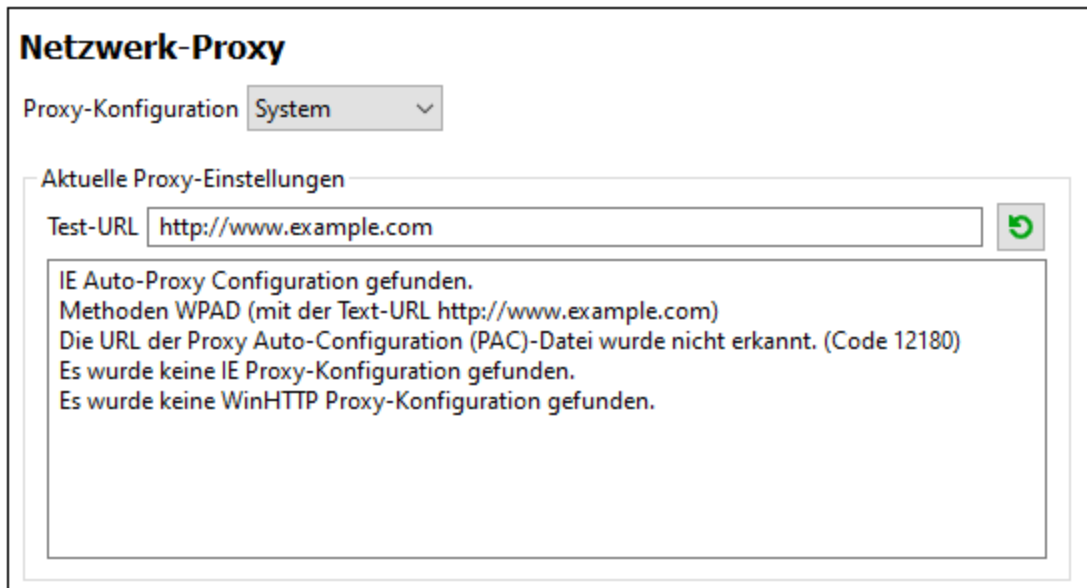 Netzwerk-Proxy
Proxy-Konfiguration System
Aktuelle Proxy-Einstellungen
Test-URL http://www.example.com
IE Auto-Proxy Configuration gefunden.
Methoden WPAD (mit der Text-URL http://www.example.com)
Die URL der Proxy Auto-Configuration (PAC)-Datei wurde nicht erkannt. (Code 12180)
Es wurde keine IE Proxy-Konfiguration gefunden.
Es wurde keine WinHTTP Proxy-Konfiguration gefunden.